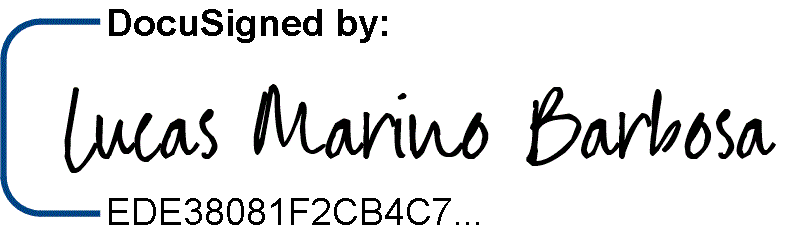 DocuSigned by:
Lucas Marino Barbosa
EDE38081F2CB4C7...